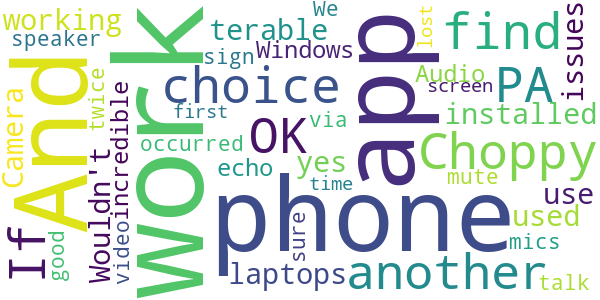 working
speaker
And
Camera
If
good
twice
Wouldn't
incredible
video
work
terable
sign
We
Windows
lost
choice
first
OK
occurred
via
echo
yes
time
phone
sure
laptops
another
app
Audio
screen
find
PA
issues
installed
Choppy
mute
use
used
mics
talk